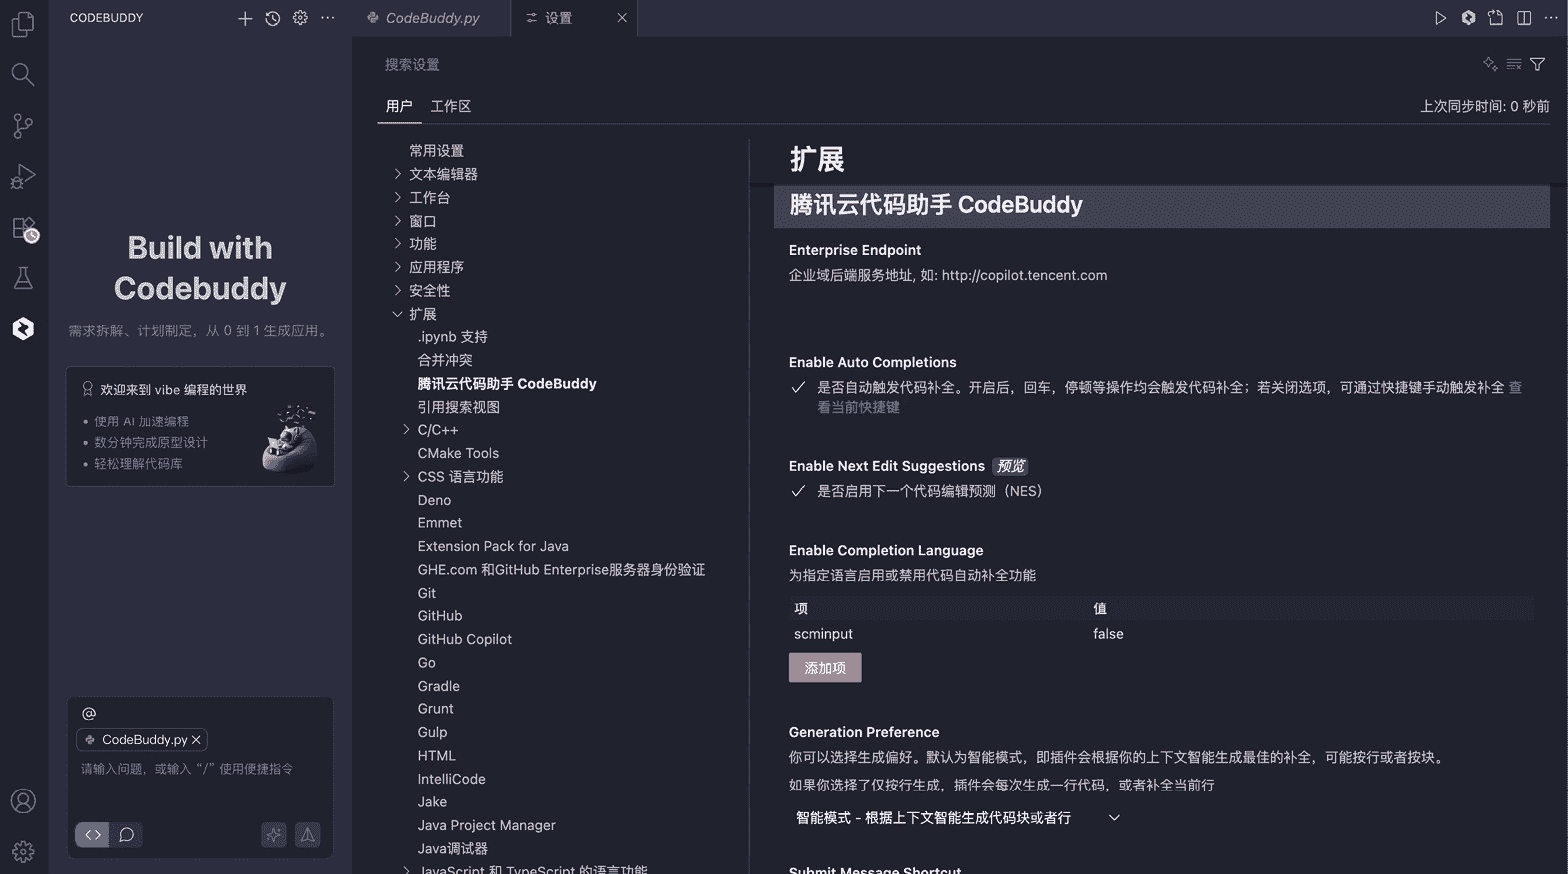 CODEBUDDY
Build with
Codebuddy
需求拆解、计划制定，从 0 到 1 生成应用。
欢迎来到 vibe 编程的世界
• 使用 AI 加速编程
• 数分钟完成原型设计
• 轻松理解代码库
@
CodeBuddy.py
请输入问题，或输入 “/” 使用便捷指令
CodeBuddy.py
设置
搜索设置
用户
工作区
上次同步时间: 0 秒前
常用设置
文本编辑器
工作台
窗口
功能
应用程序
安全性
扩展
.ipynb 支持
合并冲突
腾讯云代码助手 CodeBuddy
引用搜索视图
C/C++
CMake Tools
CSS 语言功能
Deno
Emmet
Extension Pack for Java
GHE.com 和GitHub Enterprise服务器身份验证
Git
GitHub
GitHub Copilot
Go
Gradle
Grunt
Gulp
HTML
IntelliCode
Jake
Java Project Manager
Java调试器
JavaScript 和 TypeScript 的语言功能
扩展
腾讯云代码助手 CodeBuddy
Enterprise Endpoint
企业域后端服务地址, 如: http://copilot.tencent.com
Enable Auto Completions
是否自动触发代码补全。开启后，回车，停顿等操作均会触发代码补全；若关闭选项，可通过快捷键手动触发补全 查
看当前快捷键
Enable Next Edit Suggestions 预览
是否启用下一个代码编辑预测（NES）
Enable Completion Language
为指定语言启用或禁用代码自动补全功能
项 值
scminput false
添加项
Generation Preference
你可以选择生成偏好。默认为智能模式，即插件会根据你的上下文智能生成最佳的补全，可能按行或者按块。
如果你选择了仅按行生成，插件会每次生成一行代码，或者补全当前行
智能模式 - 根据上下文智能生成代码块或者行
Submit Message Shortcut